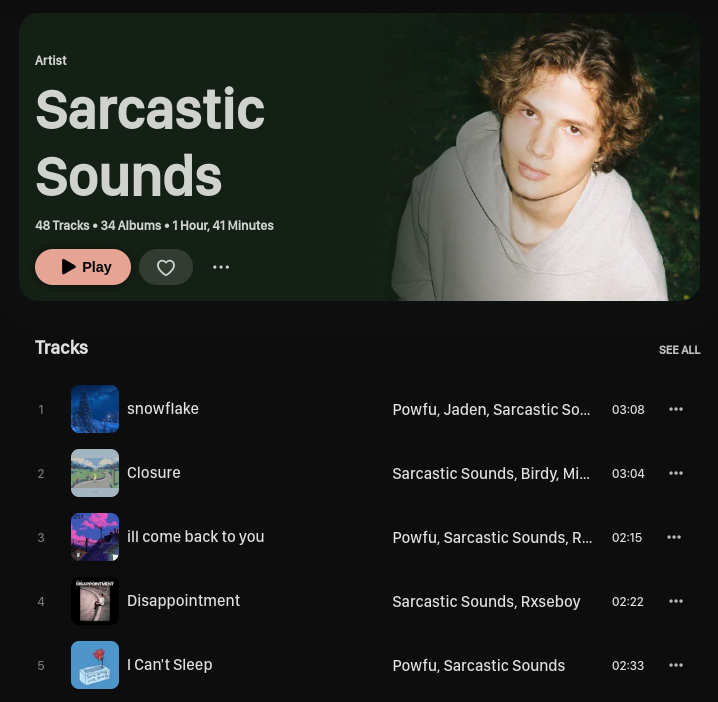 Artist
Sarcastic
Sounds
48 Tracks • 34 Albums • 1 Hour, 41 Minutes
Play
Tracks
SEE ALL
1 snowflake Powfu, Jaden, Sarcastic So... 03:08
2 Closure Sarcastic Sounds, Birdy, Mi... 03:04
3 ill come back to you Powfu, Sarcastic Sounds, R... 02:15
DISAPPOINTMENT
4 Disappointment Sarcastic Sounds, Rxseboy 02:22
5 I Can't Sleep Powfu, Sarcastic Sounds 02:33